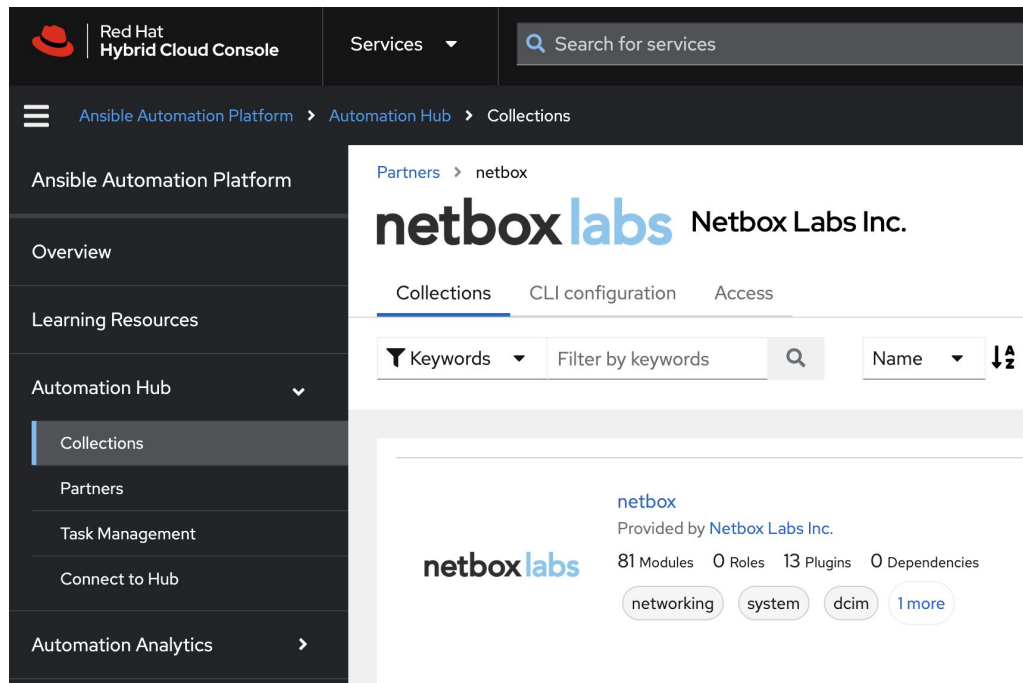 Red Hat
Hybrid Cloud Console
Services
Search for services
Ansible Automation Platform > Automation Hub > Collections
Ansible Automation Platform
Overview
Learning Resources
Automation Hub
Collections
Partners
Task Management
Connect to Hub
Automation Analytics
Partners > netbox
netbox labs Netbox Labs Inc.
Collections CLI configuration Access
Keywords Filter by keywords Name A Z
netbox labs
netbox
Provided by Netbox Labs Inc.
81 Modules 0 Roles 13 Plugins 0 Dependencies
networking system dcim 1 more